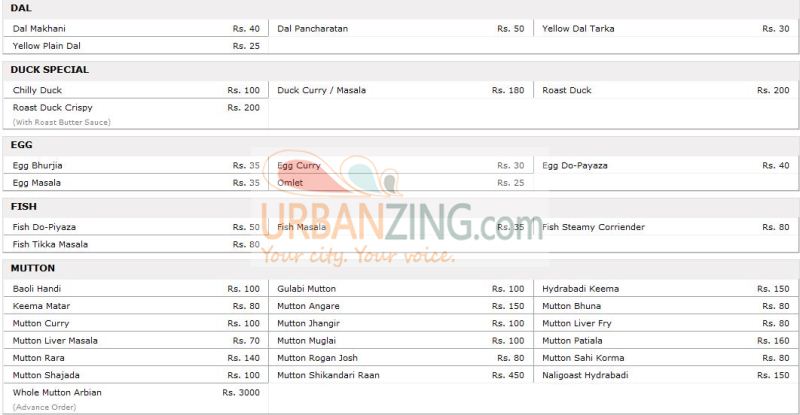 DAL
Dal Makhani Rs. 40 Dal Pancharatan Rs. 50 Yellow Dal Tarka Rs. 30
Yellow Plain Dal Rs. 25
DUCK SPECIAL
Chilly Duck Rs. 100 Duck Curry / Masala Rs. 180 Roast Duck Rs. 200
Roast Duck Crispy Rs. 200
(With Roast Butter Sauce)
EGG
Egg Bhurjia Rs. 35 Egg Curry Rs. 30 Egg Do-Payaza Rs. 40
Egg Masala Rs. 35 Omlet Rs. 25
FISH
Fish Do-Piyaza Rs. 50 Fish Masala Rs. 35 Fish Steamy Corriender Rs. 80
Fish Tikka Masala Rs. 80
URBANZING.com
Your city. Your voice.
MUTTON
Baoli Handi Rs. 100 Gulabi Mutton Rs. 100 Hydrabadi Keema Rs. 150
Keema Matar Rs. 80 Mutton Angare Rs. 150 Mutton Bhuna Rs. 80
Mutton Curry Rs. 100 Mutton Jhangir Rs. 100 Mutton Liver Fry Rs. 80
Mutton Liver Masala Rs. 70 Mutton Muglai Rs. 100 Mutton Patiala Rs. 160
Mutton Rara Rs. 140 Mutton Rogan Josh Rs. 80 Mutton Sahi Korma Rs. 80
Mutton Shajada Rs. 100 Mutton Shikandari Raan Rs. 450 Naligoast Hydrabadi Rs. 150
Whole Mutton Arbian Rs. 3000
(Advance Order)